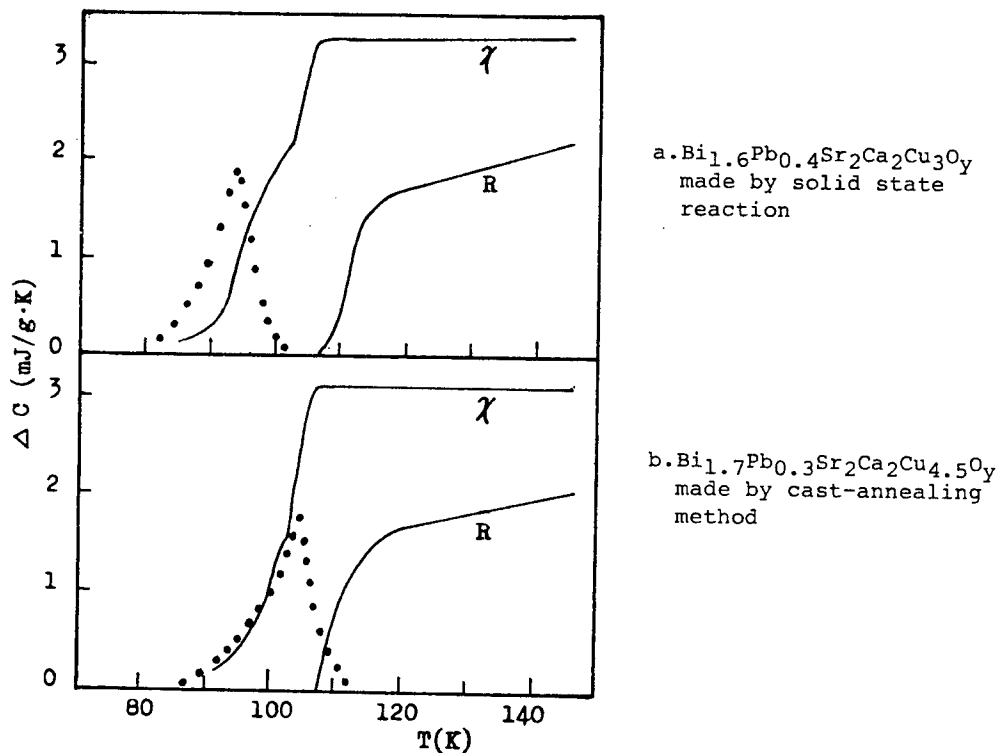 3
2
1
0
χ
R
a.Bi1.6Pb0.4Sr2Ca2Cu3Oy
made by solid state
reaction
ΔC (mJ/g·K)
3
2
1
0
χ
R
b.Bi1.7Pb0.3Sr2Ca2Cu4.5Oy
made by cast-annealing
method
80 100 120 140
T(K)